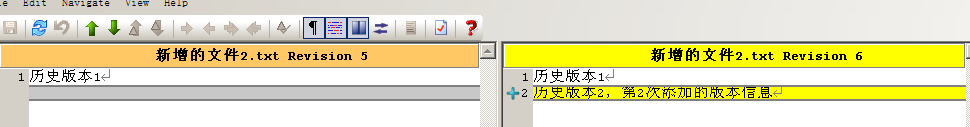 Edit Navigate View Help
新增的文件2.txt Revision 5
1 历史版本1
新增的文件2.txt Revision 6
1 历史版本1
2 历史版本2，第2次添加的版本信息